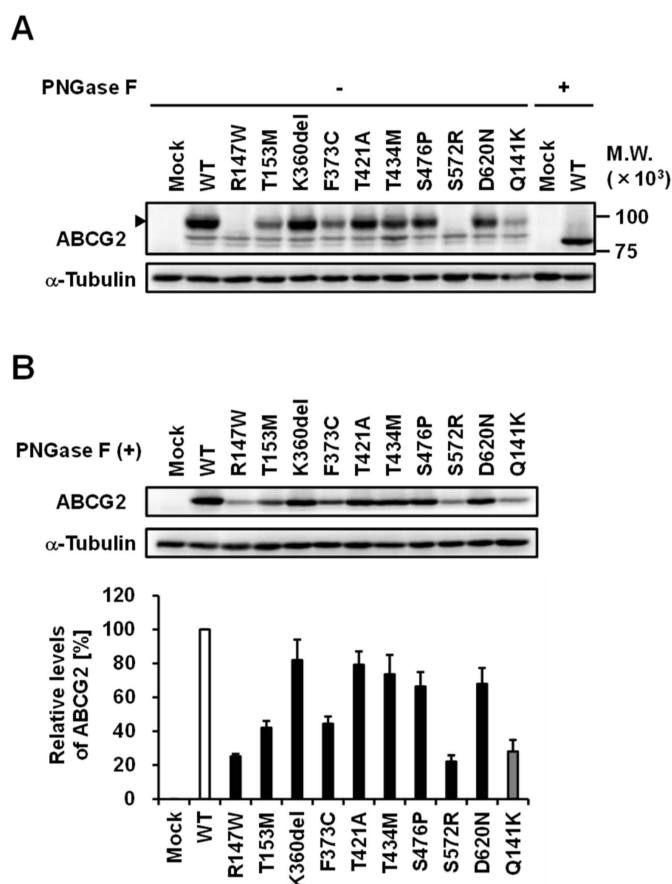 A
PNGase F
-
+
Mock
WT
R147W
T153M
K360del
F373C
T421A
T434M
S476P
S572R
D620N
Q141K
Mock
WT
M.W.
(×10³)
ABCG2
100
75
α-Tubulin
B
PNGase F (+)
Mock
WT
R147W
T153M
K360del
F373C
T421A
T434M
S476P
S572R
D620N
Q141K
ABCG2
α-Tubulin
Relative levels
of ABCG2 [%]
120
100
80
60
40
20
0
Mock
WT
R147W
T153M
K360del
F373C
T421A
T434M
S476P
S572R
D620N
Q141K